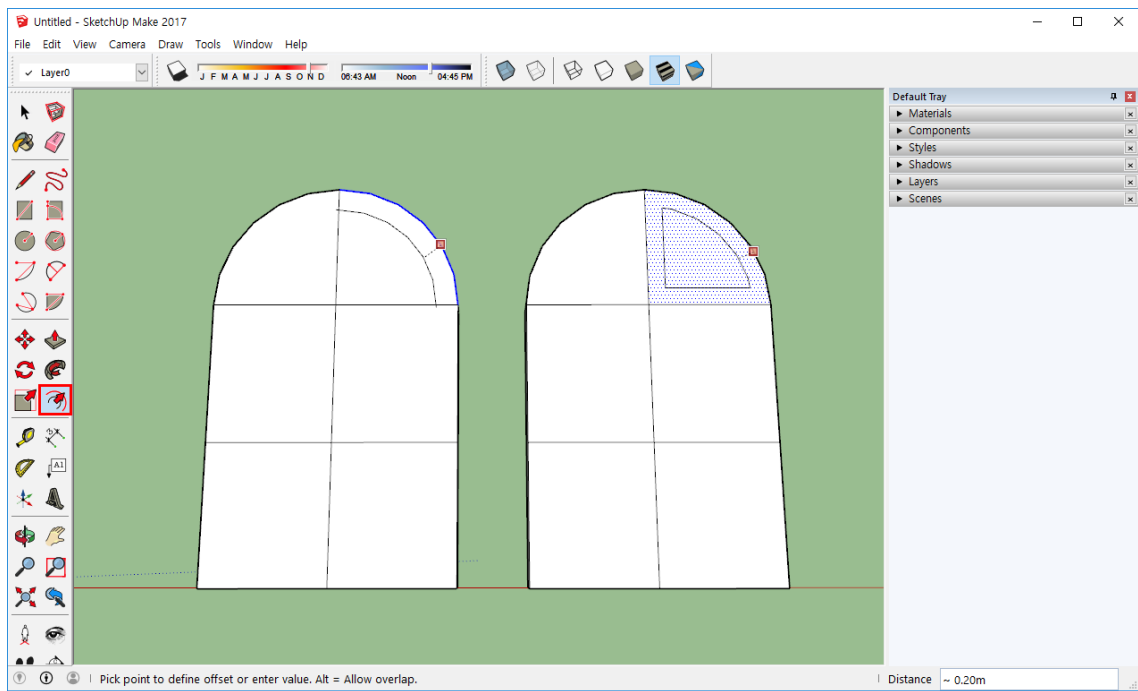 Untitled - SketchUp Make 2017
File Edit View Camera Draw Tools Window Help
Layer0
J F M A M J J A S O N D
06:43 AM Noon 04:45 PM
Default Tray
Materials
Components
Styles
Shadows
Layers
Scenes
A1
Pick point to define offset or enter value. Alt = Allow overlap.
Distance ~ 0.20m